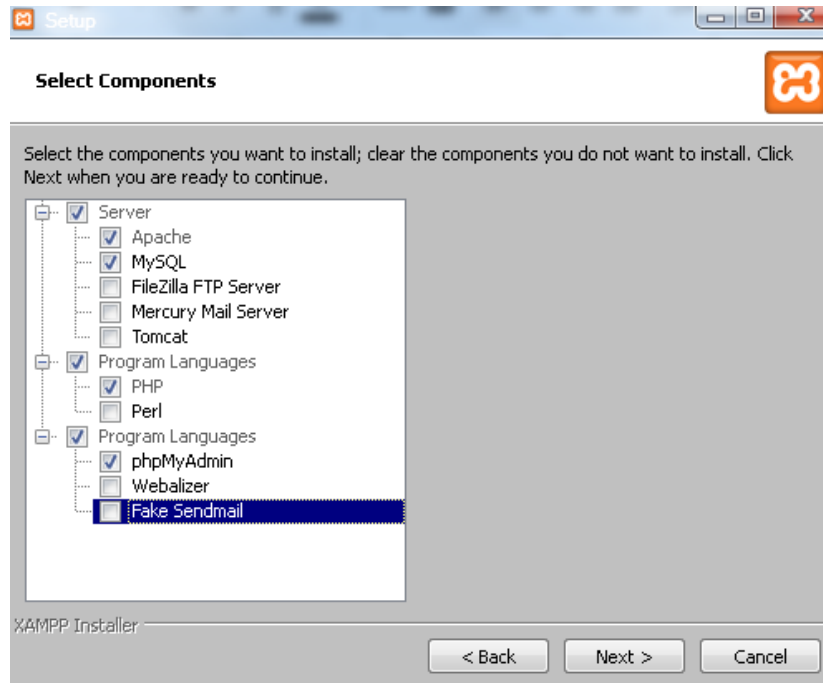 Setup
Select Components
Select the components you want to install; clear the components you do not want to install. Click
Next when you are ready to continue.
Server
Apache
MySQL
FileZilla FTP Server
Mercury Mail Server
Tomcat
Program Languages
PHP
Perl
Program Languages
phpMyAdmin
Webalizer
Fake Sendmail
XAMPP Installer
< Back
Next >
Cancel